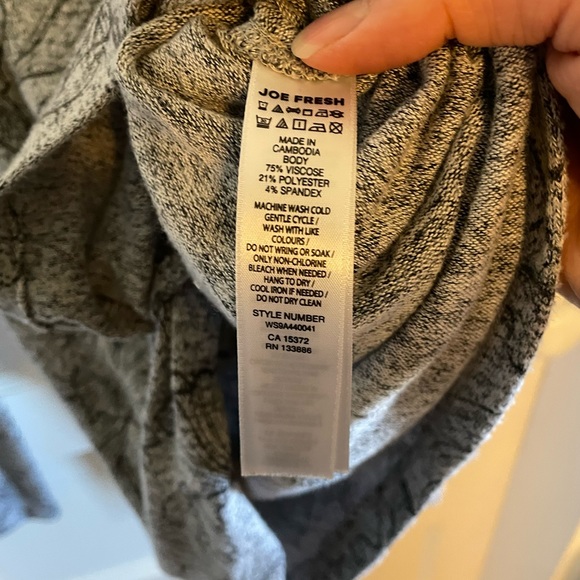 JOE FRESH
MADE IN
CAMBODIA
BODY
75% VISCOSE
21% POLYESTER
4% SPANDEX
MACHINE WASH COLD
GENTLE CYCLE /
WASH WITH LIKE
COLOURS /
DO NOT WRING OR SOAK /
ONLY NON-CHLORINE
BLEACH WHEN NEEDED /
HANG TO DRY /
COOL IRON IF NEEDED /
DO NOT DRY CLEAN
STYLE NUMBER
WS9A440041
CA 15372
RN 133886